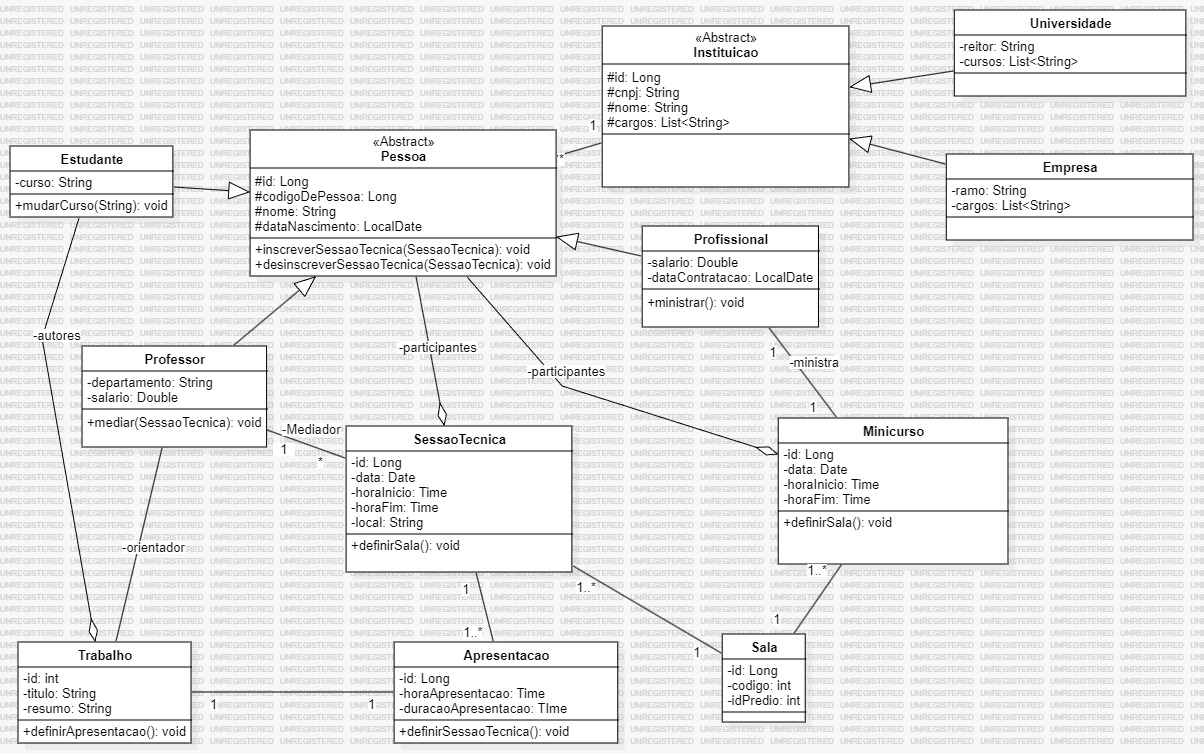 Universidade
-reitor: String
-cursos: List<String>
«Abstract»
Instituicao
#id: Long
#cnpj: String
#nome: String
#cargos: List<String>
1
*
Empresa
-ramo: String
-cargos: List<String>
Estudante
-curso: String
+mudarCurso(String): void
«Abstract»
Pessoa
#id: Long
#codigoDePessoa: Long
#nome: String
#dataNascimento: LocalDate
+inscreverSessaoTecnica(SessaoTecnica): void
+desinscreverSessaoTecnica(SessaoTecnica): void
Profissional
-salario: Double
-dataContratacao: LocalDate
+ministrar(): void
-autores
-participantes
-participantes
1
-ministra
1
Professor
-departamento: String
-salario: Double
+mediar(SessaoTecnica): void
-Mediador
1
*
SessaoTecnica
-id: Long
-data: Date
-horaInicio: Time
-horaFim: Time
-local: String
+definirSala(): void
Minicurso
-id: Long
-data: Date
-horaInicio: Time
-horaFim: Time
+definirSala(): void
-orientador
1
1..*
1..*
1
1..*
1
Trabalho
-id: int
-titulo: String
-resumo: String
+definirApresentacao(): void
1
1
Apresentacao
-id: Long
-horaApresentacao: Time
-duracaoApresentacao: TIme
+definirSessaoTecnica(): void
Sala
-id: Long
-codigo: int
-idPredio: int
UNREGISTERED